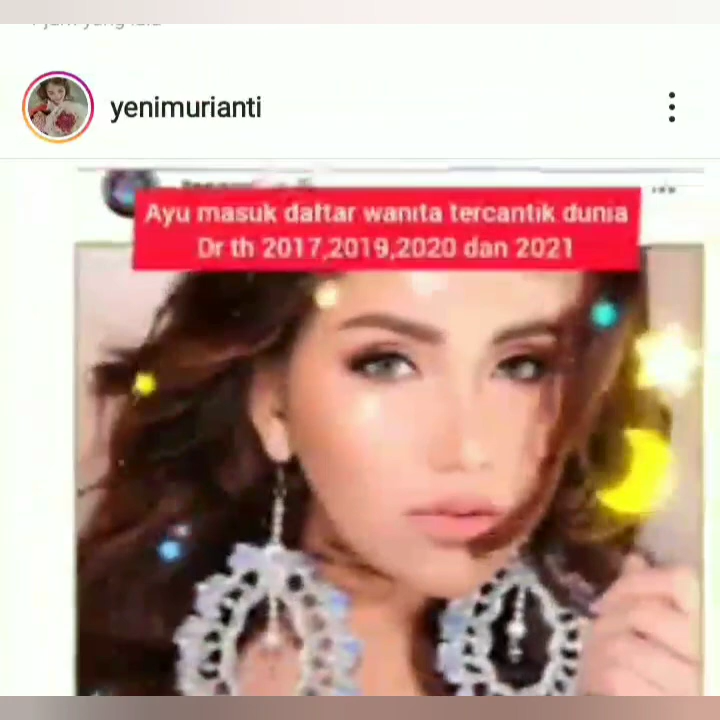 yenimurianti
Ayu masuk daftar wanita tercantik dunia
Dr th 2017,2019,2020 dan 2021